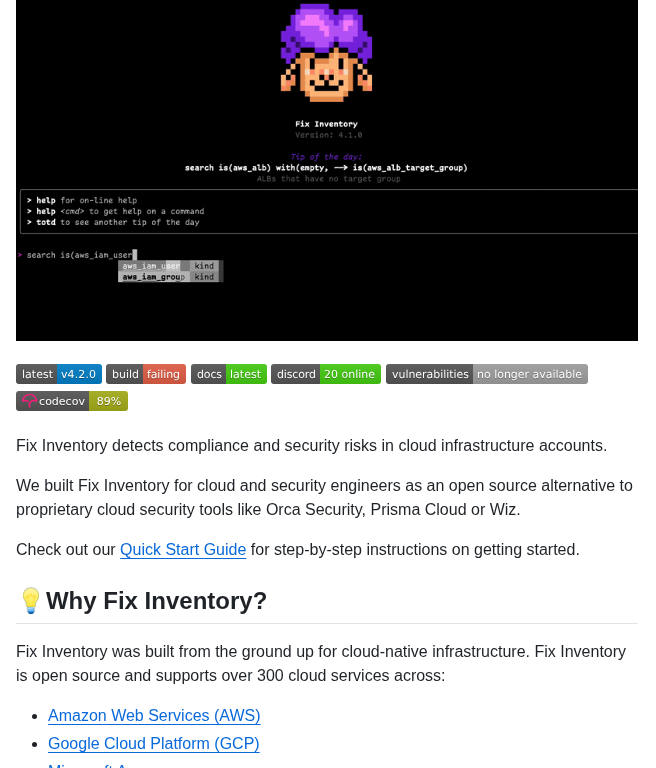 Fix Inventory
Version: 4.1.0
Tip of the day:
search is(aws_alb) with(empty, --> is(aws_alb_target_group)
ALBs that have no target group
> help for on-line help
> help <cmd> to get help on a command
> totd to see another tip of the day
> search is(aws_iam_user
aws_iam_user kind
aws_iam_group kind
latest v4.2.0 build failing docs latest discord 20 online vulnerabilities no longer available
codecov 89%
Fix Inventory detects compliance and security risks in cloud infrastructure accounts.
We built Fix Inventory for cloud and security engineers as an open source alternative to
proprietary cloud security tools like Orca Security, Prisma Cloud or Wiz.
Check out our Quick Start Guide for step-by-step instructions on getting started.
💡Why Fix Inventory?
Fix Inventory was built from the ground up for cloud-native infrastructure. Fix Inventory
is open source and supports over 300 cloud services across:
• Amazon Web Services (AWS)
• Google Cloud Platform (GCP)